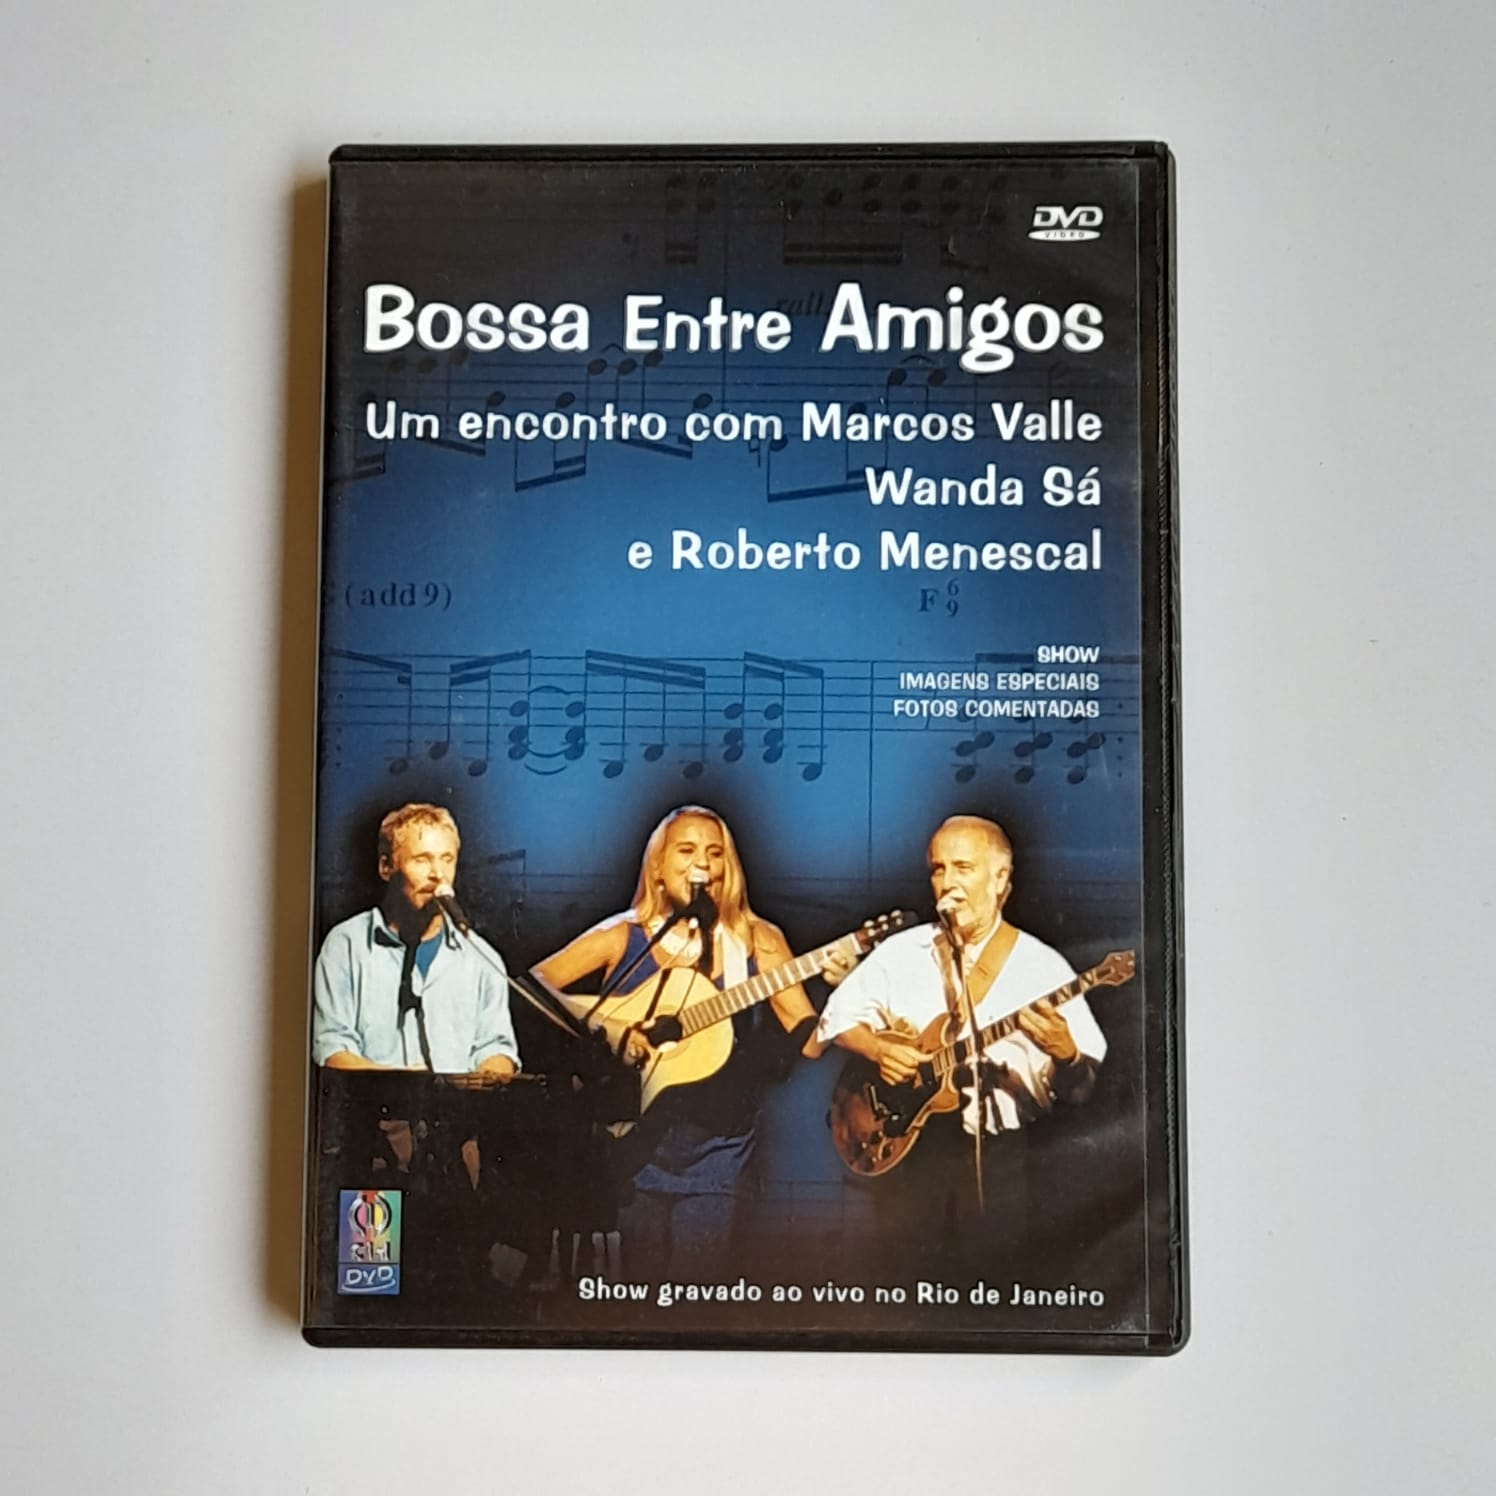 DVD
VIDEO
Bossa Entre Amigos
Um encontro com Marcos Valle
Wanda Sá
e Roberto Menescal
(add9)
F 6
9
SHOW
IMAGENS ESPECIAIS
FOTOS COMENTADAS
DVD
Show gravado ao vivo no Rio de Janeiro